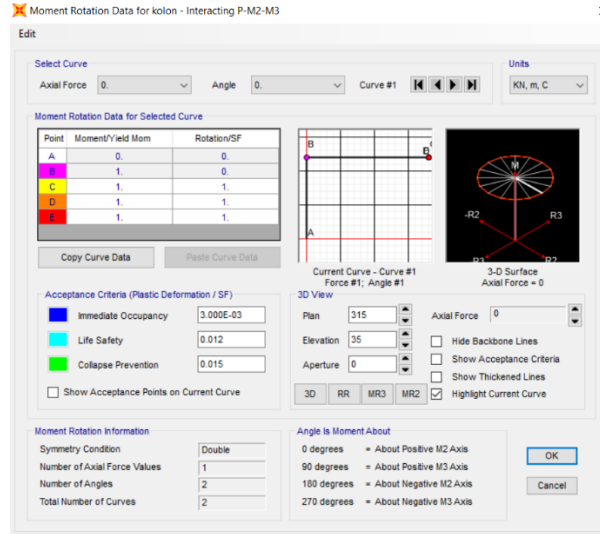 Moment Rotation Data for kolon - Interacting P-M2-M3
Edit
Select Curve
Axial Force 0. Angle 0. Curve #1
Units
KN, m, C
Moment Rotation Data for Selected Curve
Point Moment/Yield Mom Rotation/SF
A 0. 0.
B 1. 0.
C 1. 1.
D 1. 1.
E 1. 1.
Copy Curve Data Paste Curve Data
B
A
Current Curve - Curve #1
Force #1; Angle #1
M
-R2 R3
R2
3-D Surface
Axial Force = 0
Acceptance Criteria (Plastic Deformation / SF)
Immediate Occupancy 3.000E-03
Life Safety 0.012
Collapse Prevention 0.015
Show Acceptance Points on Current Curve
3D View
Plan 315
Elevation 35
Aperture 0
3D RR MR3 MR2
Axial Force 0
Hide Backbone Lines
Show Acceptance Criteria
Show Thickened Lines
Highlight Current Curve
Moment Rotation Information
Symmetry Condition Double
Number of Axial Force Values 1
Number of Angles 2
Total Number of Curves 2
Angle Is Moment About
0 degrees = About Positive M2 Axis
90 degrees = About Positive M3 Axis
180 degrees = About Negative M2 Axis
270 degrees = About Negative M3 Axis
OK
Cancel